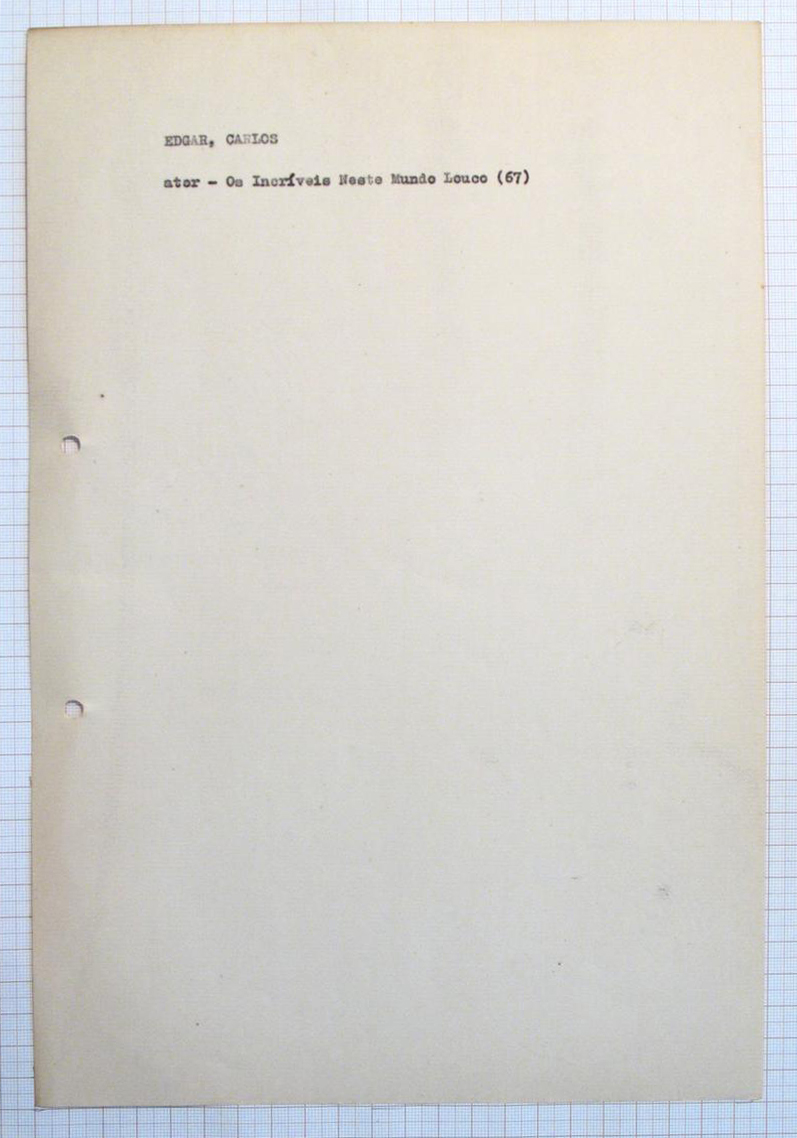 EDGAR, CARLOS
ator - Os Incríveis Neste Mundo Louco (67)